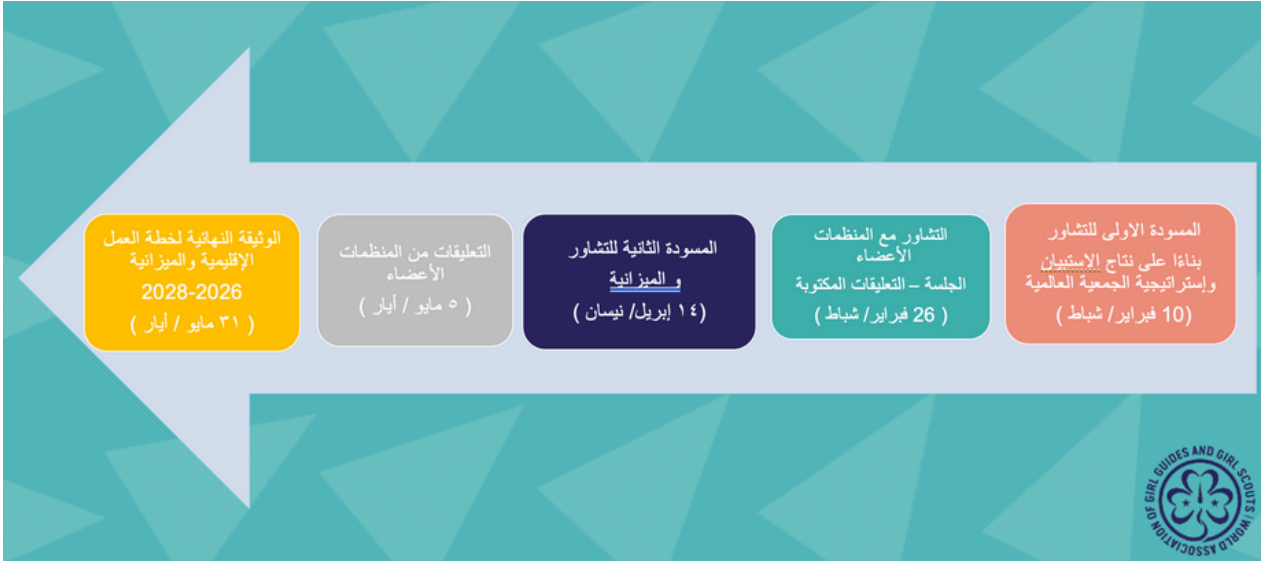 المسودة الاولى للتشاور
بناءًا على نتاج الاستبيان
وإستراتيجية الجمعية العالمية
(10 فبراير/ شباط )
التشاور مع المنظمات
الأعضاء
الجلسة – التعليقات المكتوبة
( 26 فبراير/ شباط )
المسودة الثانية للتشاور
و الميزانية
(١٤ إبريل/ نيسان )
التعليقات من المنظمات
الأعضاء
( ٥ مايو / أيار )
الوثيقة النهائية لخطة العمل
الإقليمية والميزانية
2028-2026
( ٣١ مايو / أيار )
WORLD ASSOCIATION OF GIRL GUIDES AND GIRL SCOUTS